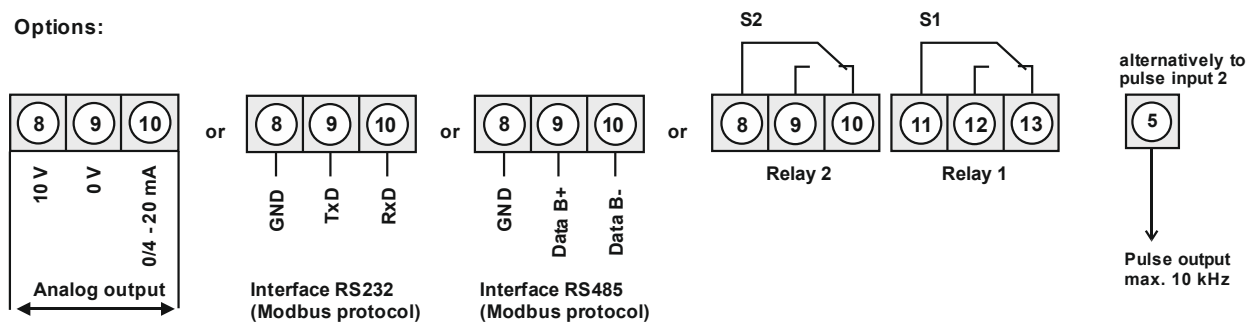 Options:
S2
S1
alternatively to
pulse input 2
8 9 10
or
8 9 10
or
8 9 10
or
8 9 10
11 12 13
5
Relay 2
Relay 1
10 V
0 V
0/4 - 20 mA
GND
TxD
RxD
GND
Data B+
Data B-
Analog output
Interface RS232
(Modbus protocol)
Interface RS485
(Modbus protocol)
Pulse output
max. 10 kHz